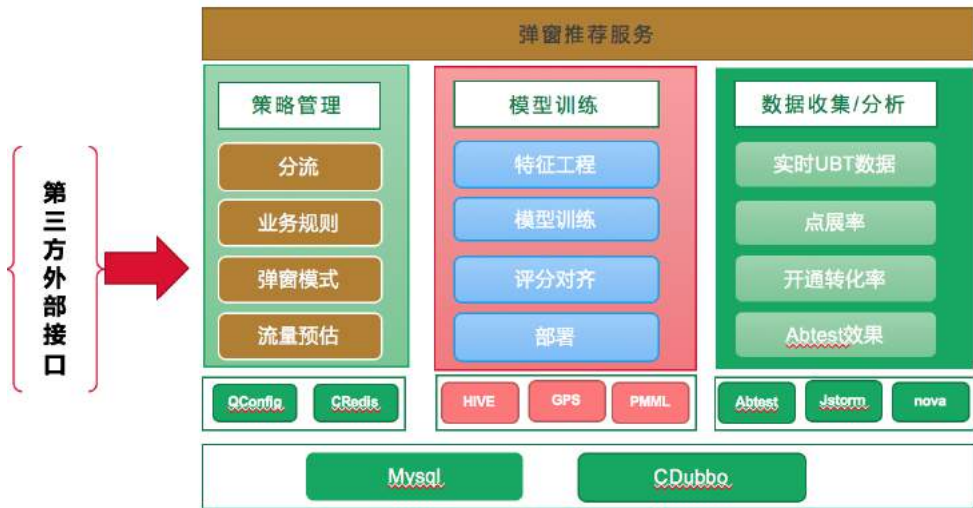 弹窗推荐服务
第三方外部接口
策略管理
分流
业务规则
弹窗模式
流量预估
QConfig
CRedis
模型训练
特征工程
模型训练
评分对齐
部署
HIVE
GPS
PMML
数据收集/分析
实时UBT数据
点展率
开通转化率
Abtest效果
Abtest
Jstorm
nova
Mysql
CDubbo